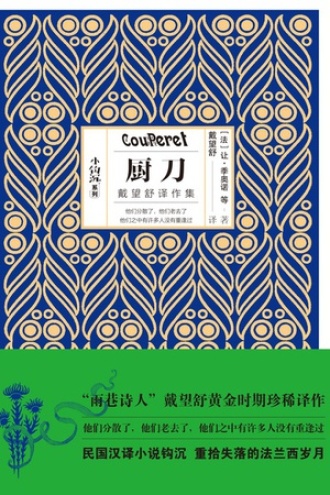 CouPeret
厨刀
戴望舒译作集
他们分散了，他们老去了
他们之中有许多人没有重逢过
小钩沉
系列
［法］让·季奥诺 等 著
戴望舒 译
“雨巷诗人”戴望舒黄金时期珍稀译作
他们分散了，他们老去了，他们之中有许多人没有重逢过
民国汉译小说钩沉 重拾失落的法兰西岁月